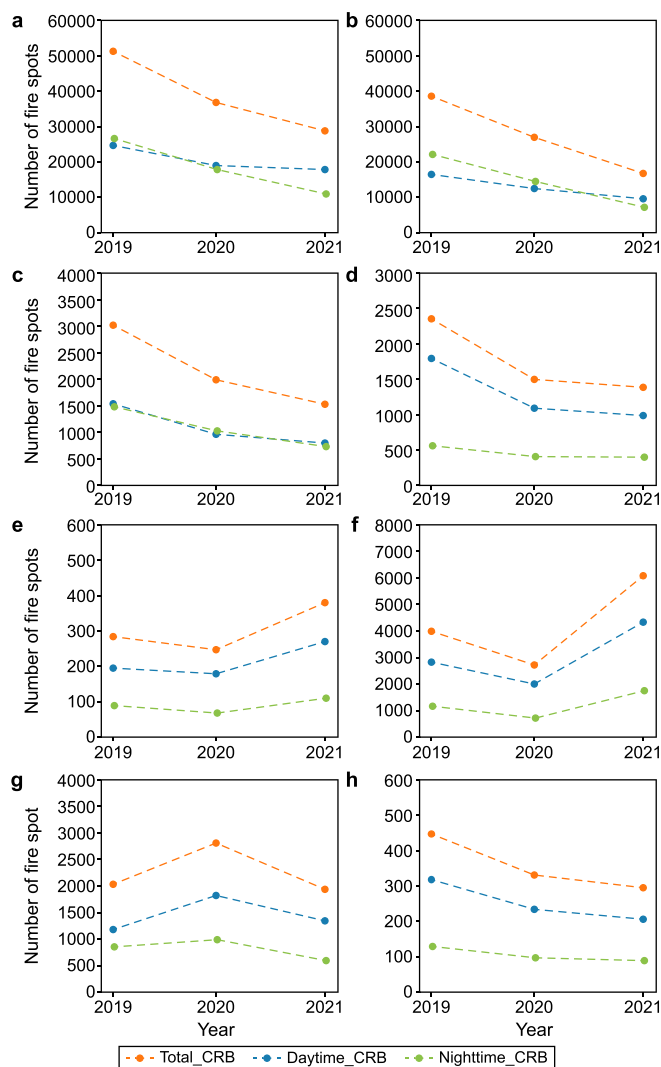 a
b
60000
50000
40000
30000
20000
10000
0
Number of fire spots
2019 2020 2021
60000
50000
40000
30000
20000
10000
0
2019 2020 2021
c
d
4000
3500
3000
2500
2000
1500
1000
500
0
Number of fire spots
2019 2020 2021
3000
2500
2000
1500
1000
500
0
2019 2020 2021
e
f
600
500
400
300
200
100
0
Number of fire spots
2019 2020 2021
8000
7000
6000
5000
4000
3000
2000
1000
0
2019 2020 2021
g
h
4000
3500
3000
2500
2000
1500
1000
500
0
Number of fire spot
2019 2020 2021
Year
600
500
400
300
200
100
0
2019 2020 2021
Year
Total_CRB Daytime_CRB Nighttime_CRB